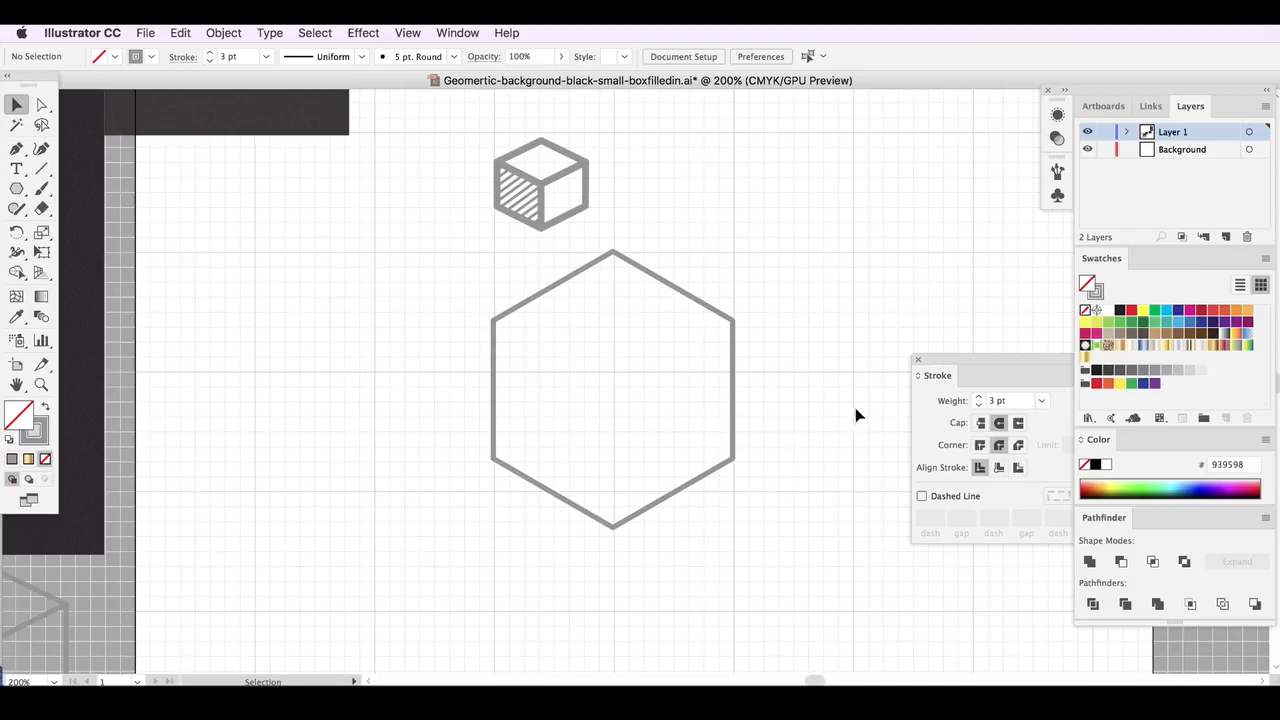 Illustrator CC File Edit Object Type Select Effect View Window Help
No Selection Stroke: 3 pt Uniform 5 pt. Round Opacity: 100% Style: Document Setup Preferences
Geomertic-background-black-small-boxfilledin.ai* @ 200% (CMYK/GPU Preview)
Artboards Links Layers
Layer 1
Background
2 Layers
Swatches
Stroke
Weight: 3 pt
Cap:
Corner: Limit:
Align Stroke:
Dashed Line
dash gap dash gap dash
Color
# 939598
Pathfinder
Shape Modes:
Expand
Pathfinders:
200% 1 Selection